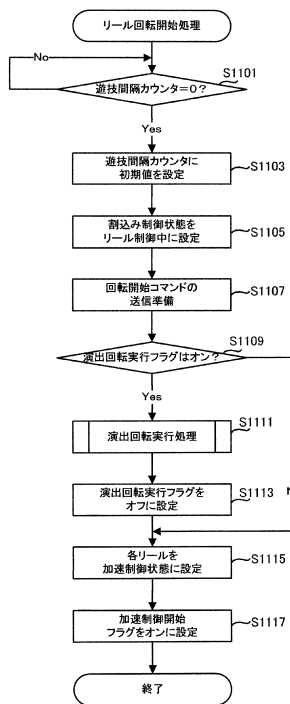 リール回転開始処理
No
S1101
遊技間隔カウンタ=0?
Yes
遊技間隔カウンタに
初期値を設定
S1103
割込み制御状態を
リール制御中に設定
S1105
回転開始コマンドの
送信準備
S1107
S1109
演出回転実行フラグはオン?
Yes
演出回転実行処理
S1111
演出回転実行フラグを
オフに設定
S1113
各リールを
加速制御状態に設定
S1115
加速制御開始
フラグをオンに設定
S1117
終了